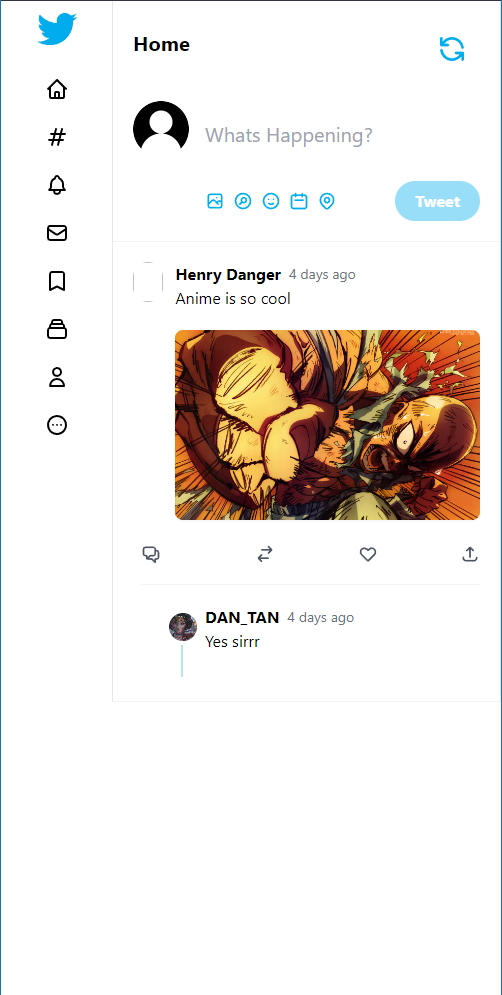 Home
Whats Happening?
Tweet
Henry Danger 4 days ago
Anime is so cool
DAN_TAN 4 days ago
Yes sirrr